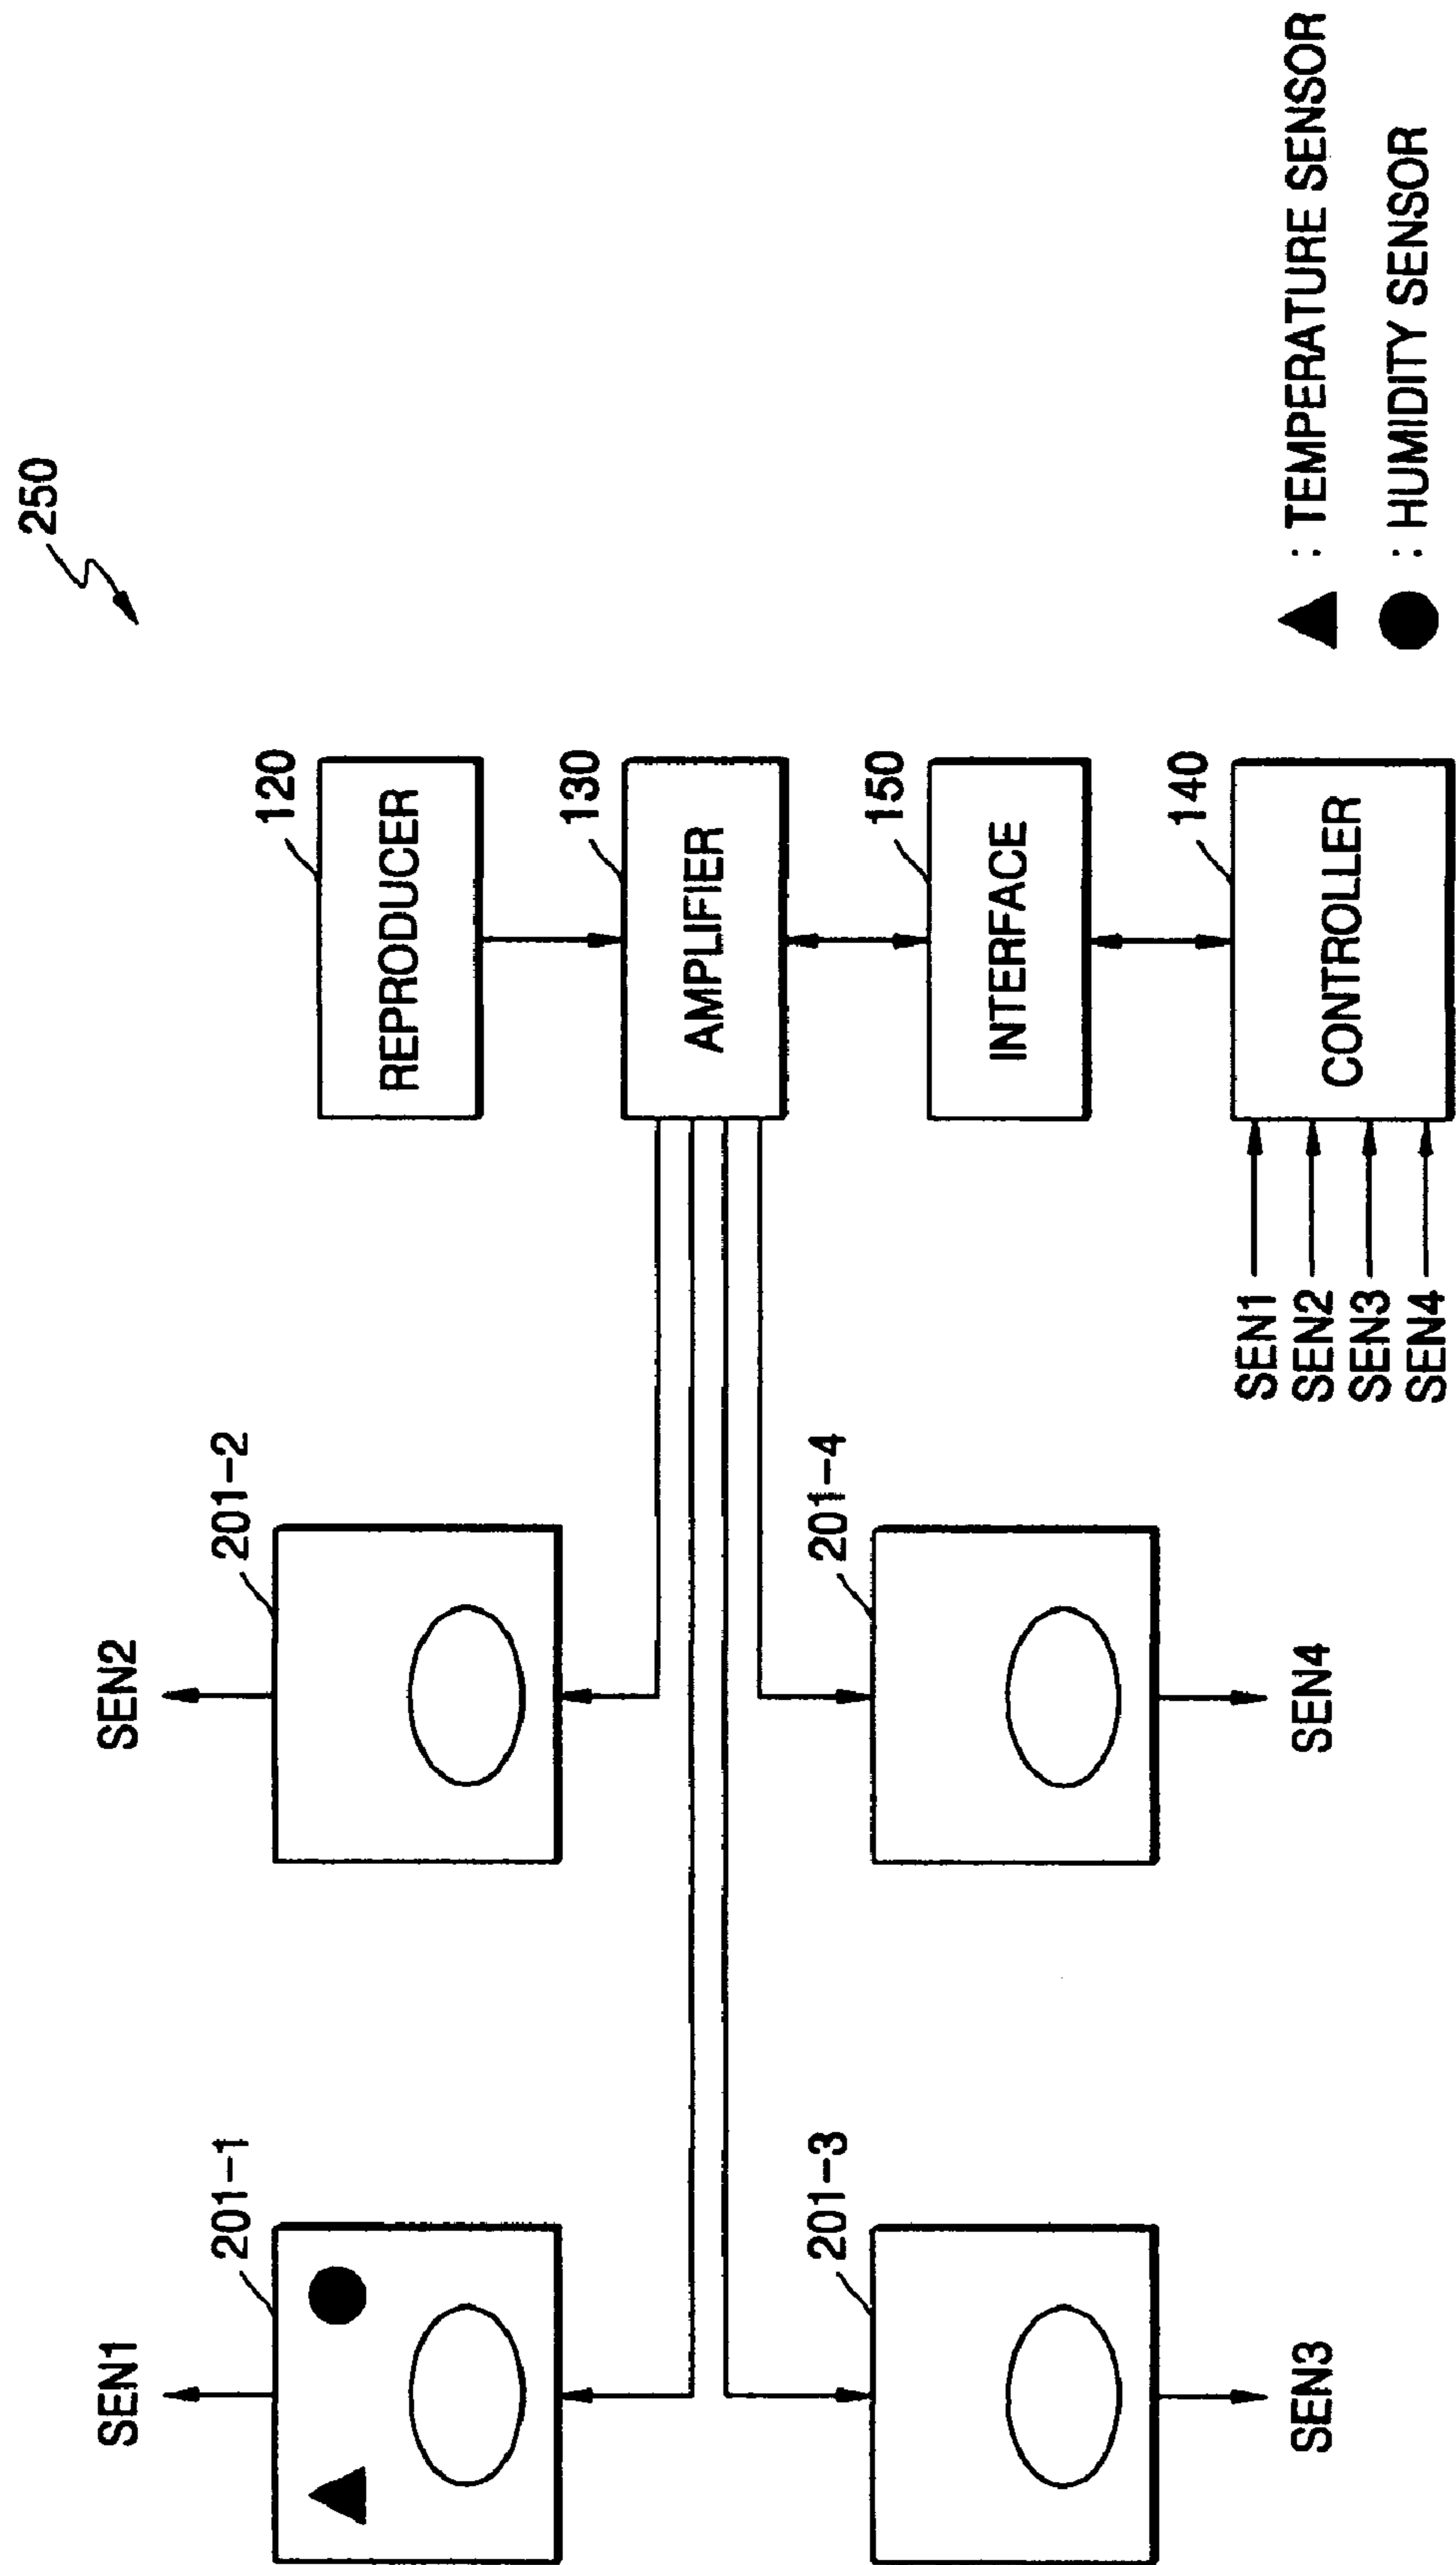 250
SEN1
SEN2
201-1
201-2
120
REPRODUCER
130
AMPLIFIER
201-3
201-4
150
INTERFACE
140
CONTROLLER
SEN1
SEN2
SEN3
SEN4
SEN3
SEN4
: TEMPERATURE SENSOR
: HUMIDITY SENSOR